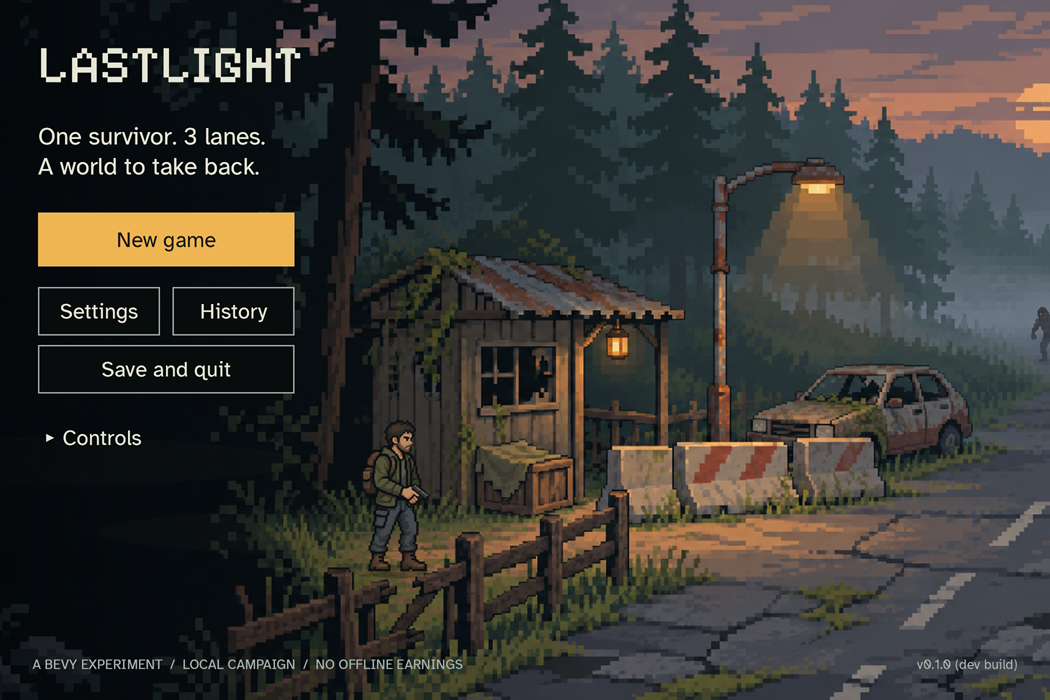 LASTLIGHT
One survivor. 3 lanes.
A world to take back.
New game
Settings
History
Save and quit
▸ Controls
A BEVY EXPERIMENT / LOCAL CAMPAIGN / NO OFFLINE EARNINGS
v0.1.0 (dev build)